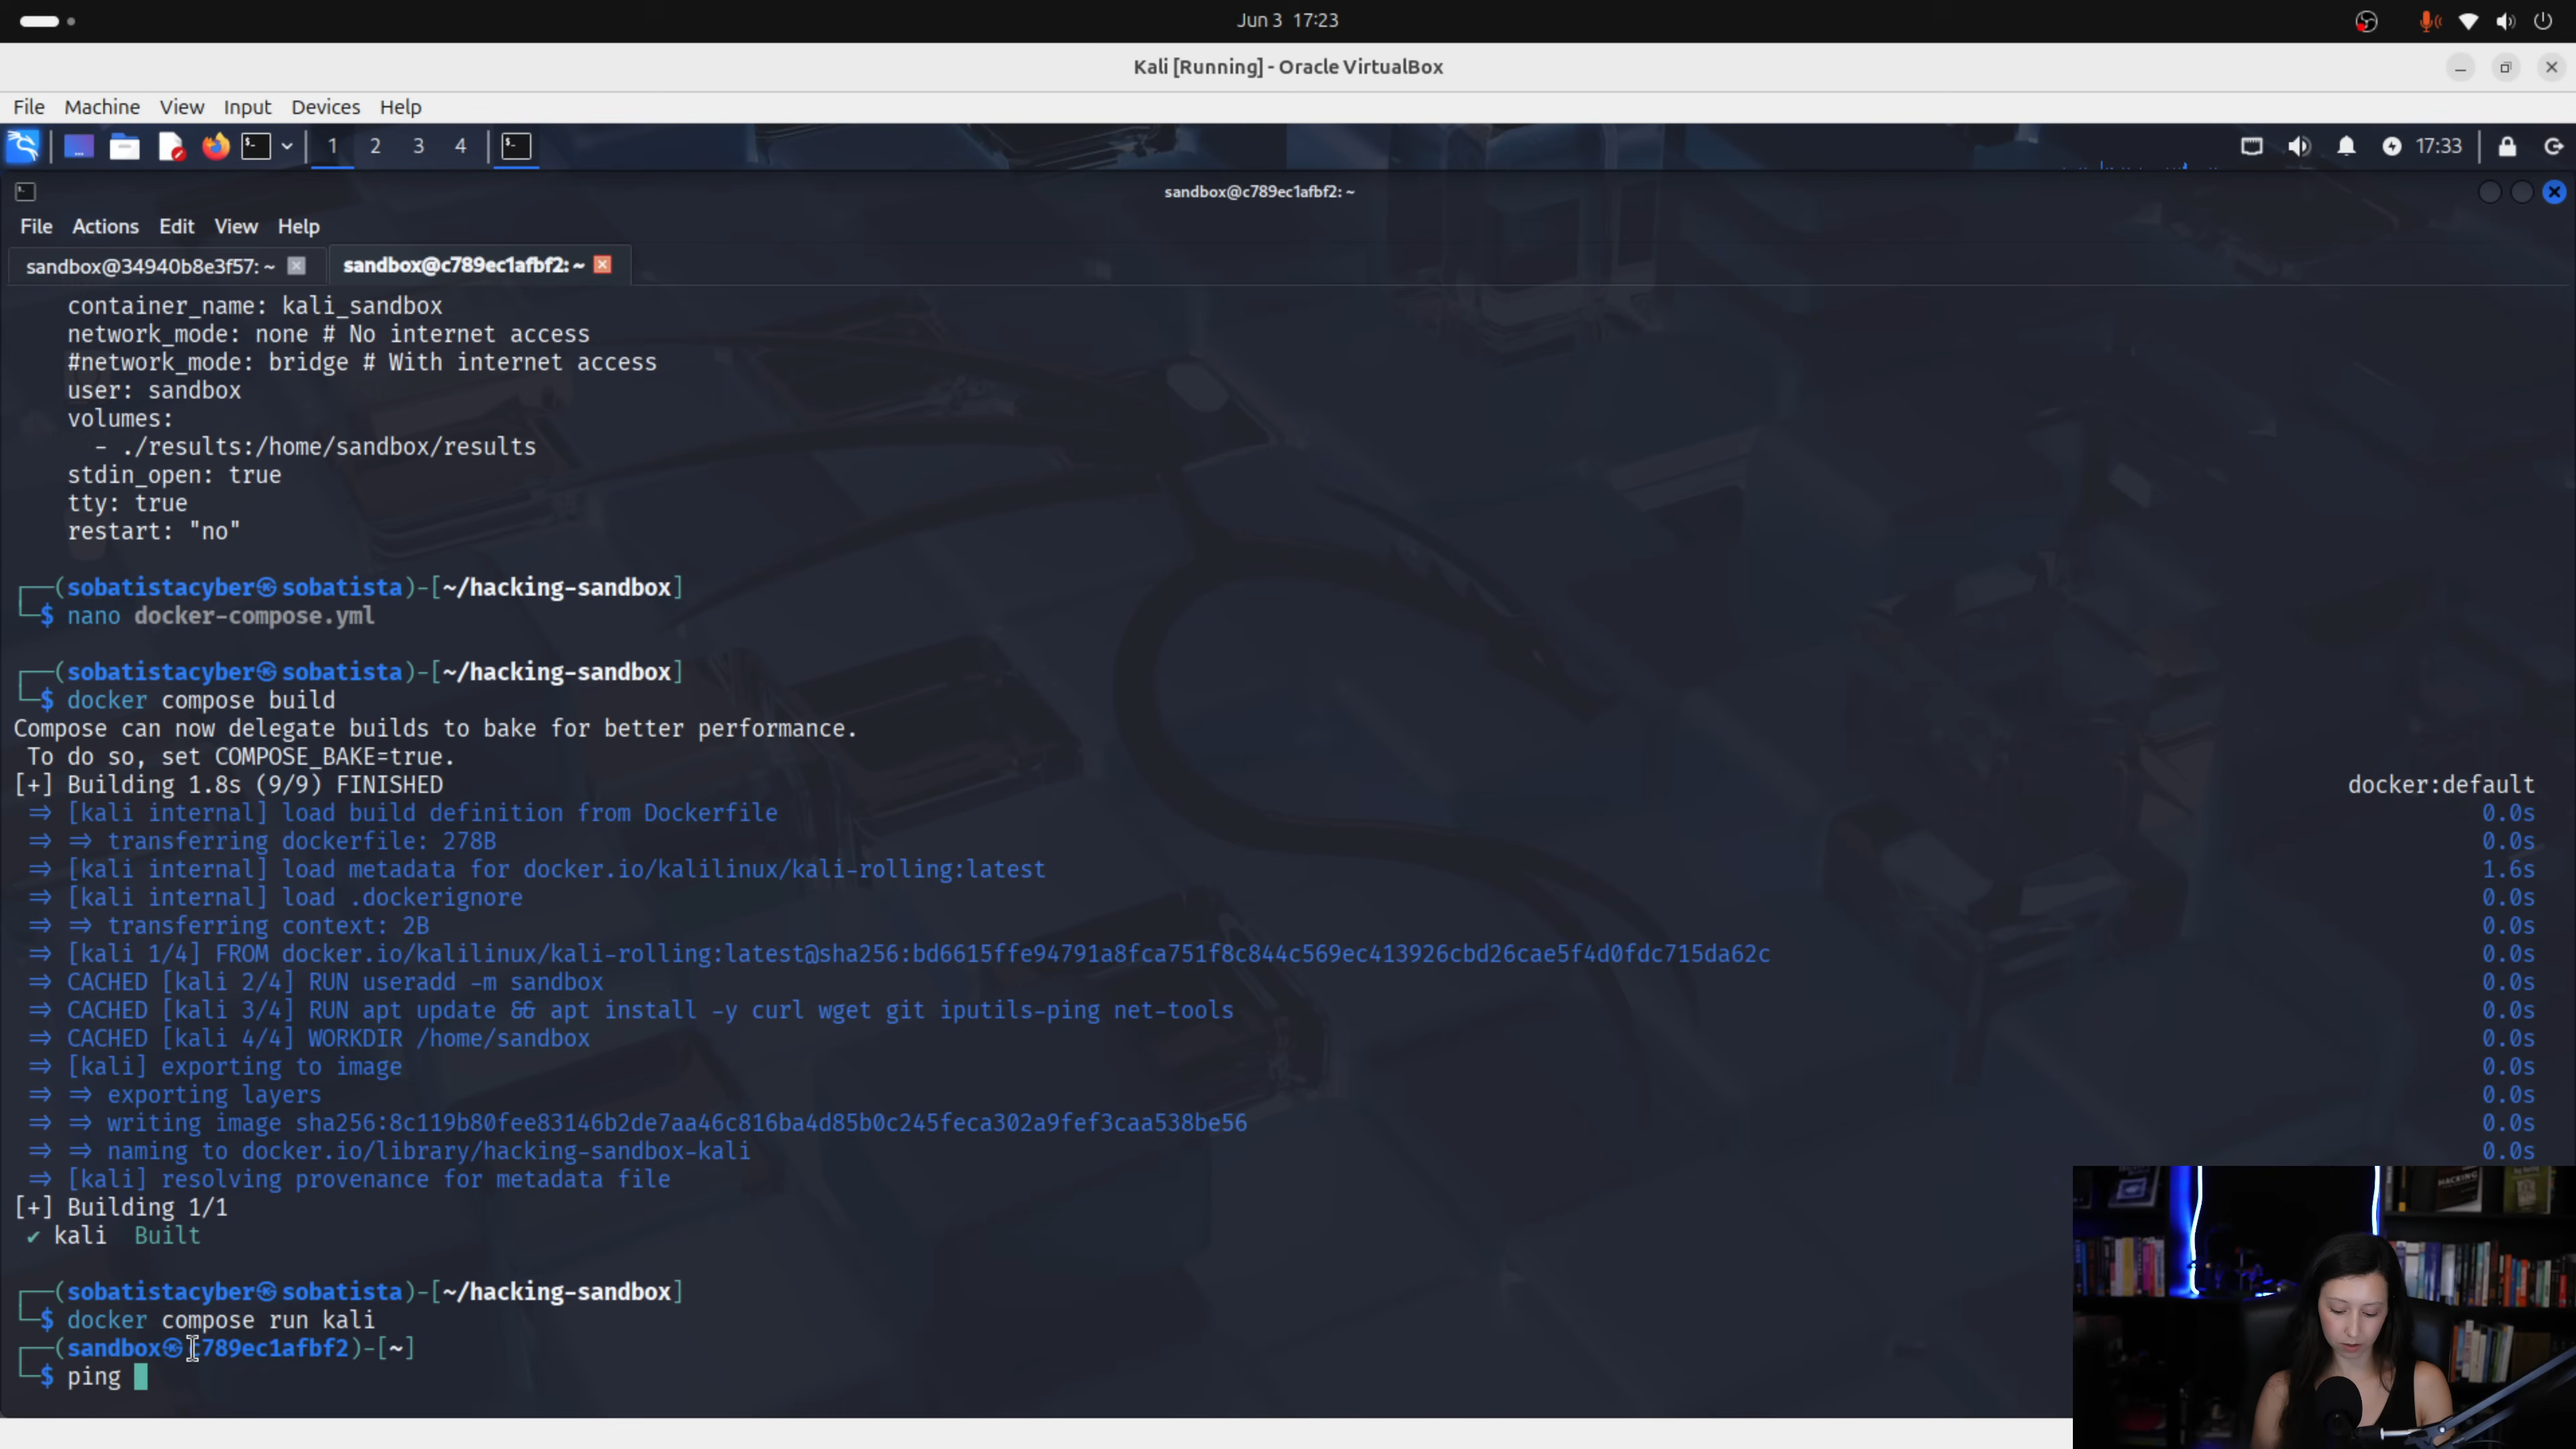 Jun 3 17:23
Kali [Running] - Oracle VirtualBox
File Machine View Input Devices Help
1 2 3 4
17:33
sandbox@c789ec1afbf2: ~
File Actions Edit View Help
sandbox@34940b8e3f57: ~
sandbox@c789ec1afbf2: ~
container_name: kali_sandbox
network_mode: none # No internet access
#network_mode: bridge # With internet access
user: sandbox
volumes:
- ./results:/home/sandbox/results
stdin_open: true
tty: true
restart: "no"
┌──(sobatistacyber㉿sobatista)-[~/hacking-sandbox]
└─$ nano docker-compose.yml
┌──(sobatistacyber㉿sobatista)-[~/hacking-sandbox]
└─$ docker compose build
Compose can now delegate builds to bake for better performance.
To do so, set COMPOSE_BAKE=true.
[+] Building 1.8s (9/9) FINISHED docker:default
=> [kali internal] load build definition from Dockerfile 0.0s
=> => transferring dockerfile: 278B 0.0s
=> [kali internal] load metadata for docker.io/kalilinux/kali-rolling:latest 1.6s
=> [kali internal] load .dockerignore 0.0s
=> => transferring context: 2B 0.0s
=> [kali 1/4] FROM docker.io/kalilinux/kali-rolling:latest@sha256:bd6615ffe94791a8fca751f8c844c569ec413926cbd26cae5f4d0fdc715da62c 0.0s
=> CACHED [kali 2/4] RUN useradd -m sandbox 0.0s
=> CACHED [kali 3/4] RUN apt update && apt install -y curl wget git iputils-ping net-tools 0.0s
=> CACHED [kali 4/4] WORKDIR /home/sandbox 0.0s
=> [kali] exporting to image 0.0s
=> => exporting layers 0.0s
=> => writing image sha256:8c119b80fee83146b2de7aa46c816ba4d85b0c245feca302a9fef3caa538be56 0.0s
=> => naming to docker.io/library/hacking-sandbox-kali 0.0s
=> [kali] resolving provenance for metadata file
[+] Building 1/1
✔ kali Built
┌──(sobatistacyber㉿sobatista)-[~/hacking-sandbox]
└─$ docker compose run kali
┌──(sandbox㉿c789ec1afbf2)-[~]
└─$ ping
HACKING